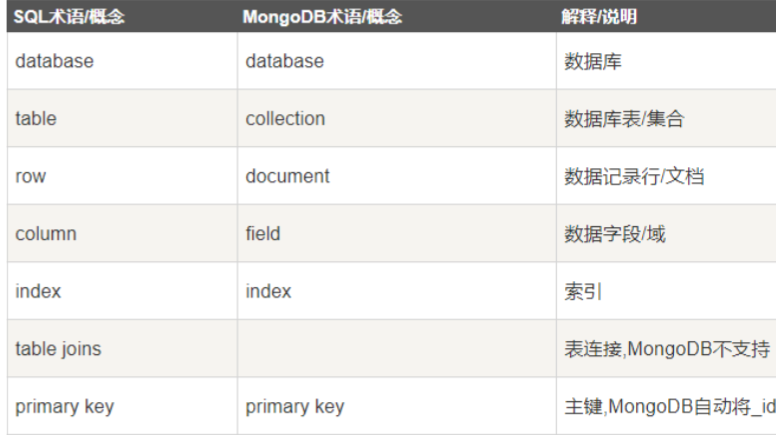 SQL术语/概念 MongoDB术语/概念 解释/说明
database database 数据库
table collection 数据库表/集合
row document 数据记录行/文档
column field 数据字段/域
index index 索引
table joins 表连接,MongoDB不支持
primary key primary key 主键,MongoDB自动将_id